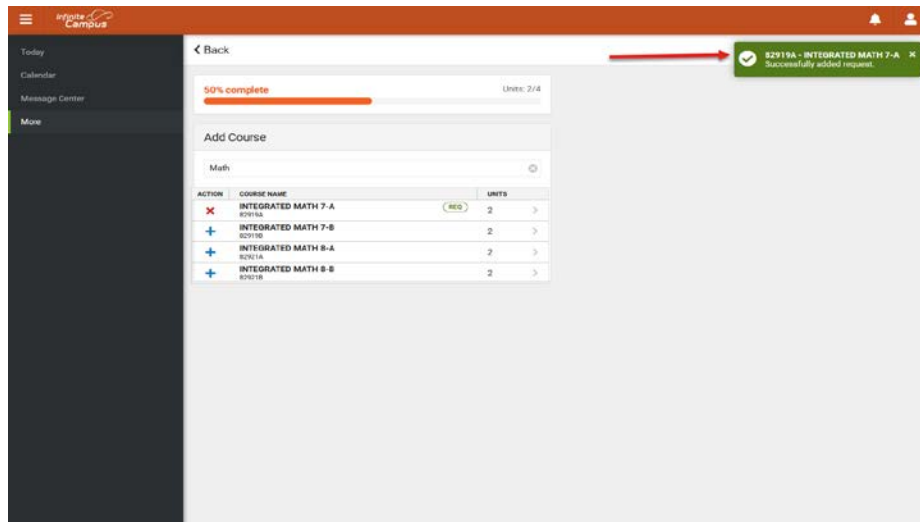 Infinite
Campus
Today
Calendar
Message Center
More
Back
82919A - INTEGRATED MATH 7-A
Successfully added request.
50% complete
Units: 2/4
Add Course
Math
ACTION COURSE NAME UNITS
INTEGRATED MATH 7-A REQ 2
82919A
INTEGRATED MATH 7-B 2
82919B
INTEGRATED MATH 8-A 2
82921A
INTEGRATED MATH 8-B 2
82921B